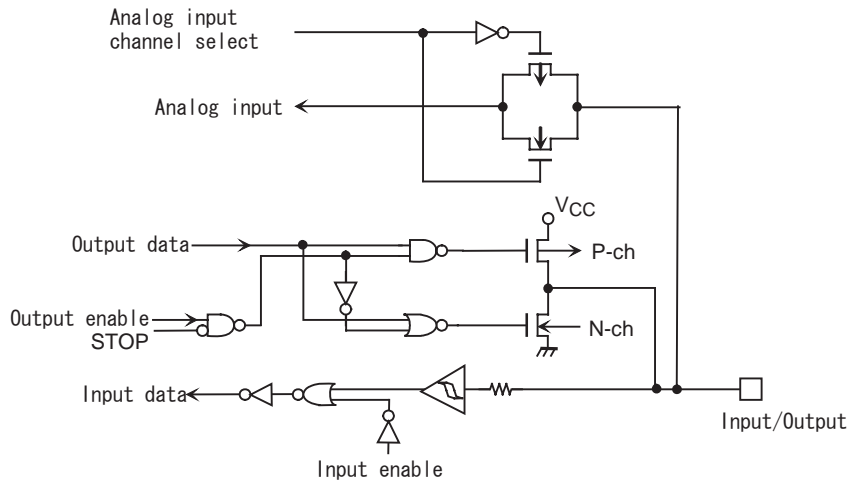 Analog input
channel select
Analog input
VCC
Output data
P-ch
Output enable
STOP
N-ch
Input data
Input/Output
Input enable